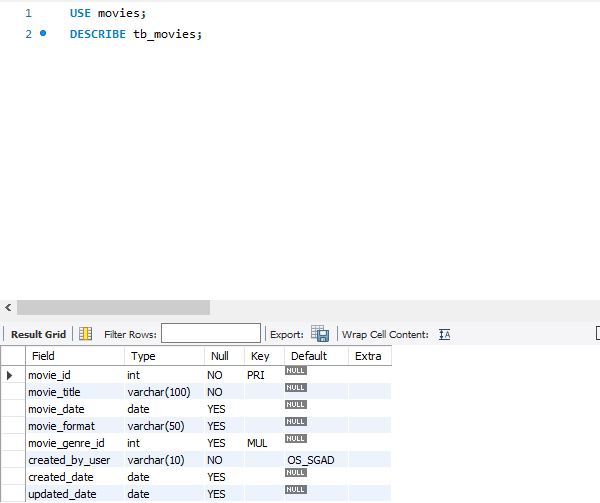 1 USE movies;
2 DESCRIBE tb_movies;
Result Grid Filter Rows: Export: Wrap Cell Content:
Field Type Null Key Default Extra
movie_id int NO PRI NULL
movie_title varchar(100) NO NULL
movie_date date YES NULL
movie_format varchar(50) YES NULL
movie_genre_id int YES MUL NULL
created_by_user varchar(10) NO OS_SGAD
created_date date YES NULL
updated_date date YES NULL